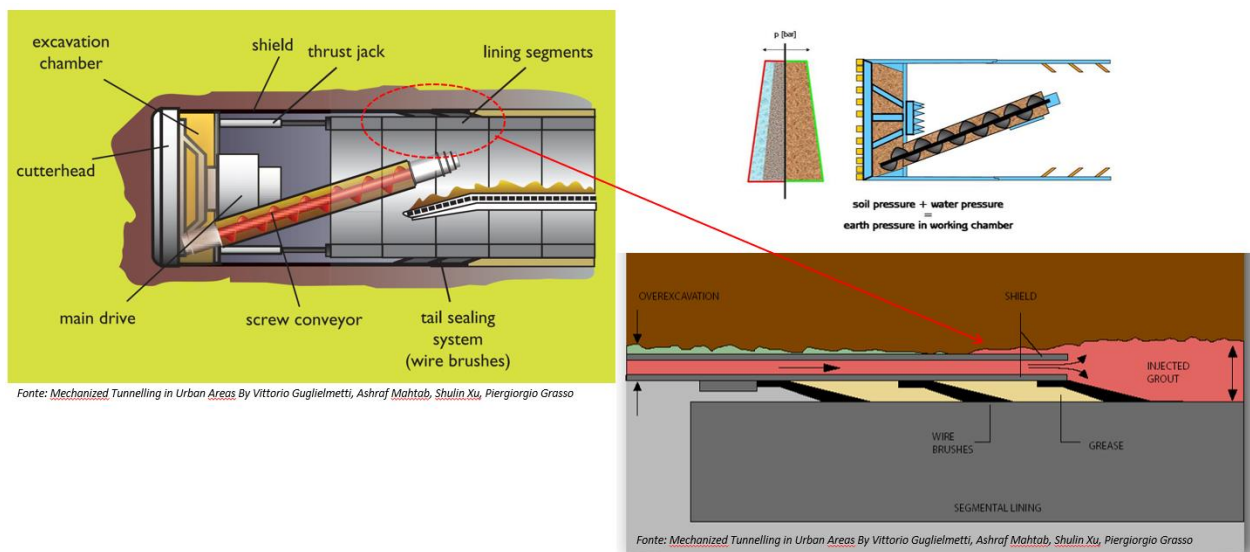 excavation
chamber
shield
thrust jack
lining segments
cutterhead
main drive
screw conveyor
tail sealing
system
(wire brushes)
Fonte: Mechanized Tunnelling in Urban Areas By Vittorio Guglielmetti, Ashraf Mahtab, Shulin Xu, Piergiorgio Grasso
p [bar]
soil pressure + water pressure
=
earth pressure in working chamber
OVEREXCAVATION
SHIELD
INJECTED
GROUT
WIRE
BRUSHES
GREASE
SEGMENTAL LINING
Fonte: Mechanized Tunnelling in Urban Areas By Vittorio Guglielmetti, Ashraf Mahtab, Shulin Xu, Piergiorgio Grasso